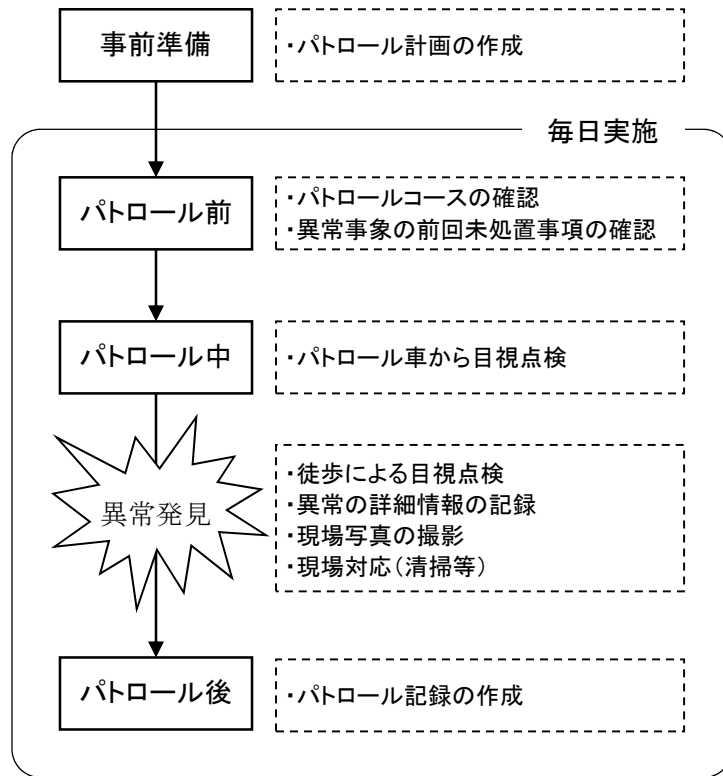 事前準備
・パトロール計画の作成
毎日実施
パトロール前
・パトロールコースの確認
・異常事象の前回未処置事項の確認
パトロール中
・パトロール車から目視点検
異常発見
・徒歩による目視点検
・異常の詳細情報の記録
・現場写真の撮影
・現場対応(清掃等)
パトロール後
・パトロール記録の作成